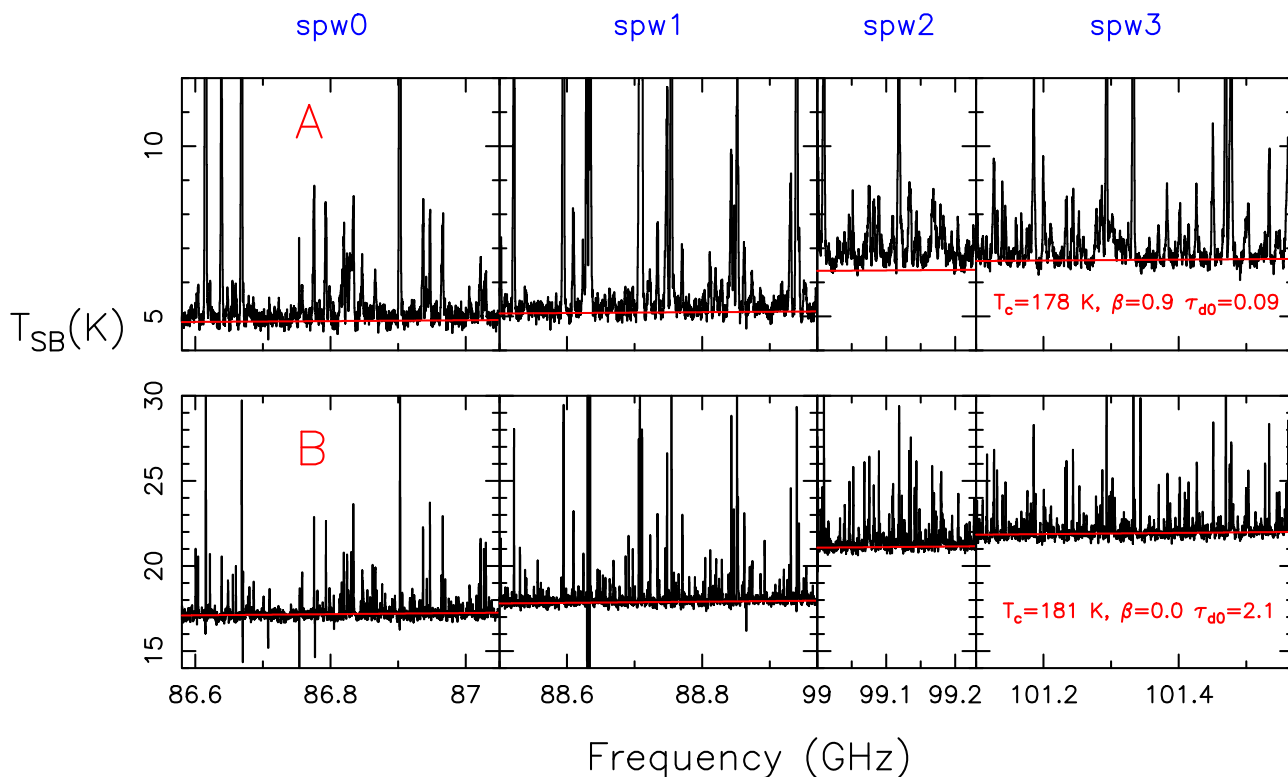 spw0 spw1 spw2 spw3
A
10
5
T_SB(K)
T_c=178 K, β=0.9 τ_d0=0.09
30
B
25
20
15
T_c=181 K, β=0.0 τ_d0=2.1
86.6 86.8 87 88.6 88.8 99 99.1 99.2 101.2 101.4
Frequency (GHz)